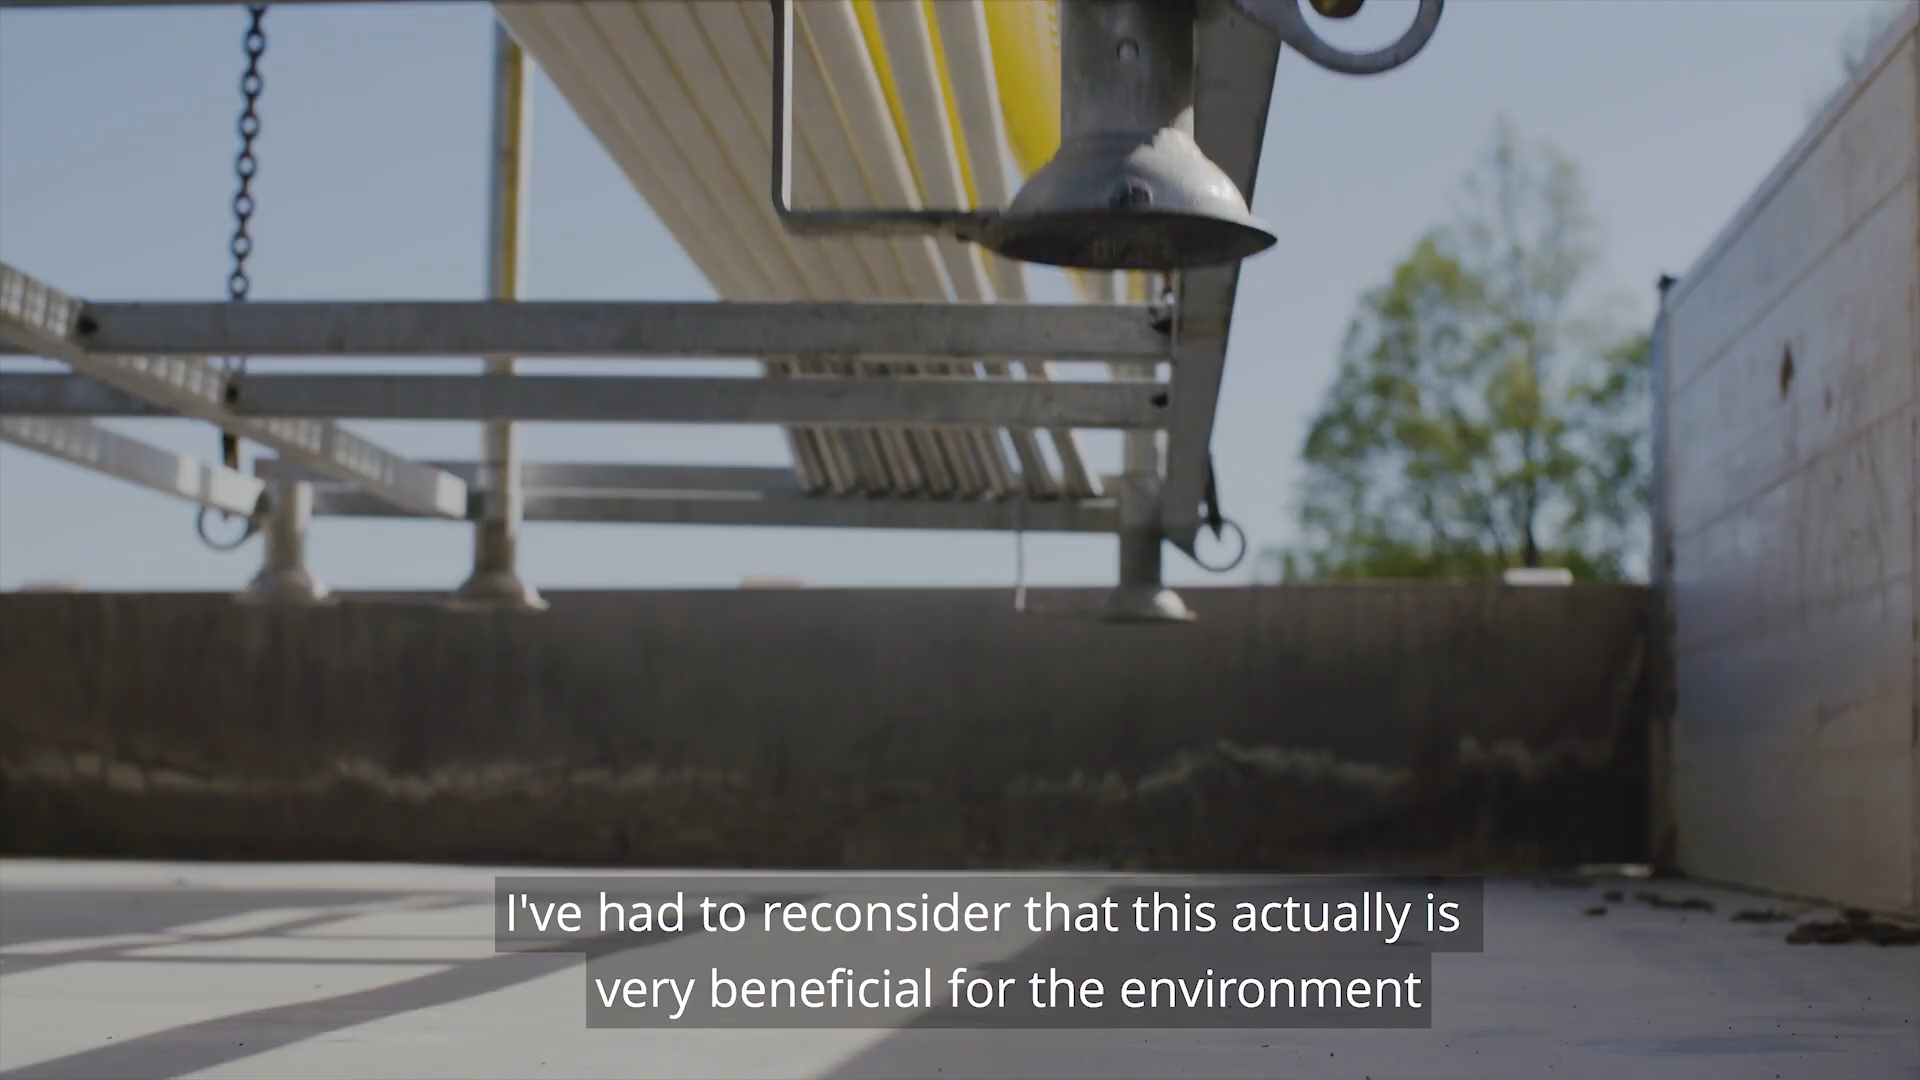 I've had to reconsider that this actually is
very beneficial for the environment